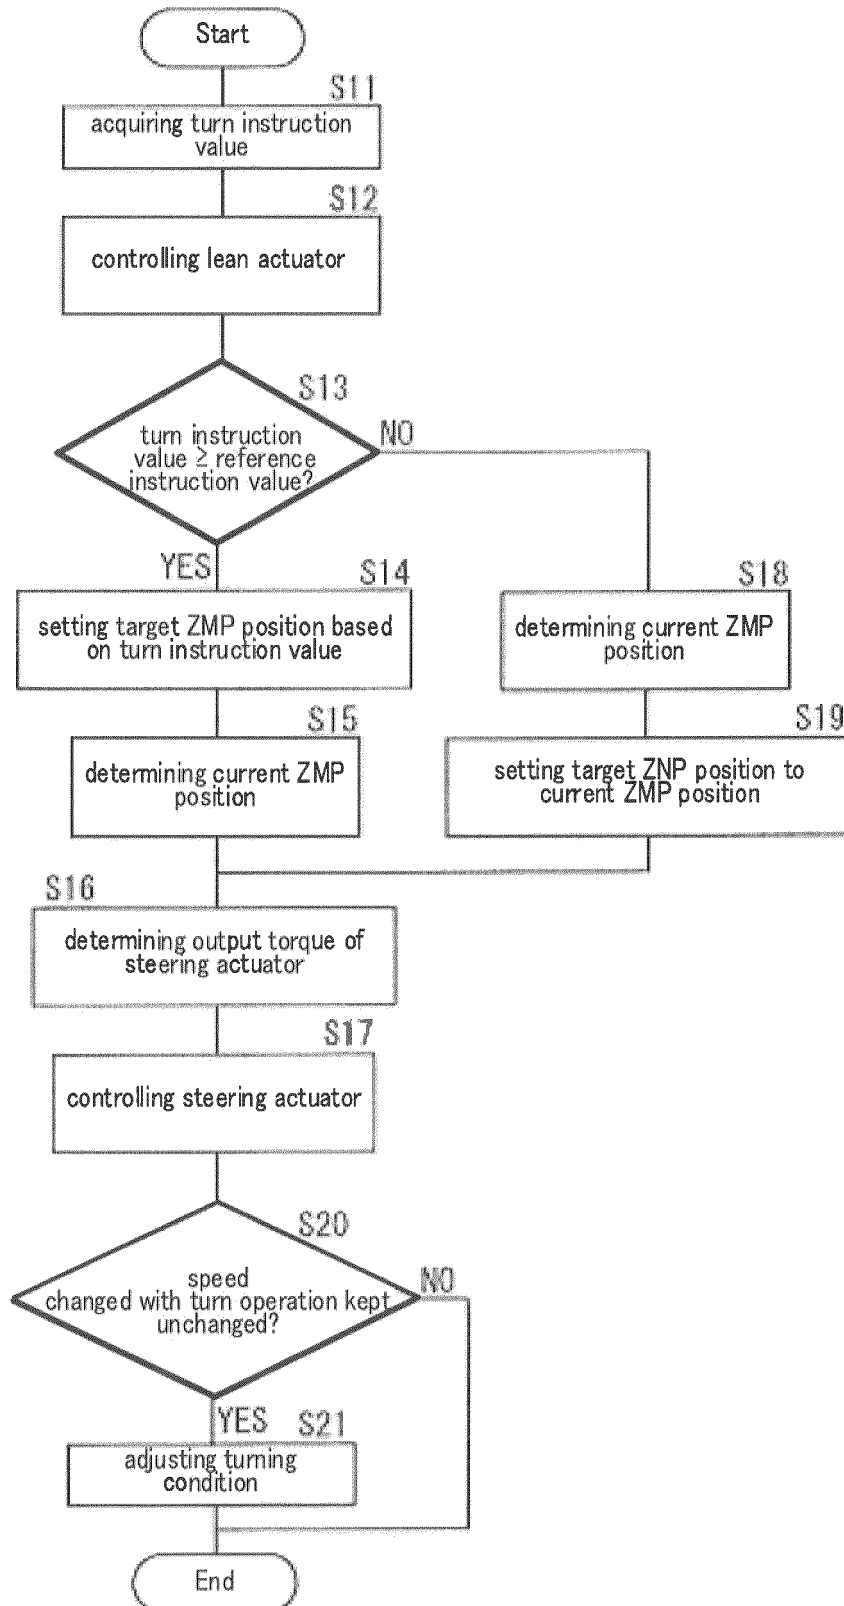 Start
S11
acquiring turn instruction
value
S12
controlling lean actuator
S13
turn instruction
value ≥ reference
instruction value?
NO
YES
S14
setting target ZMP position based
on turn instruction value
S18
determining current ZMP
position
S15
determining current ZMP
position
S19
setting target ZNP position to
current ZMP position
S16
determining output torque of
steering actuator
S17
controlling steering actuator
S20
speed
changed with turn operation kept
unchanged?
NO
YES
S21
adjusting turning
condition
End